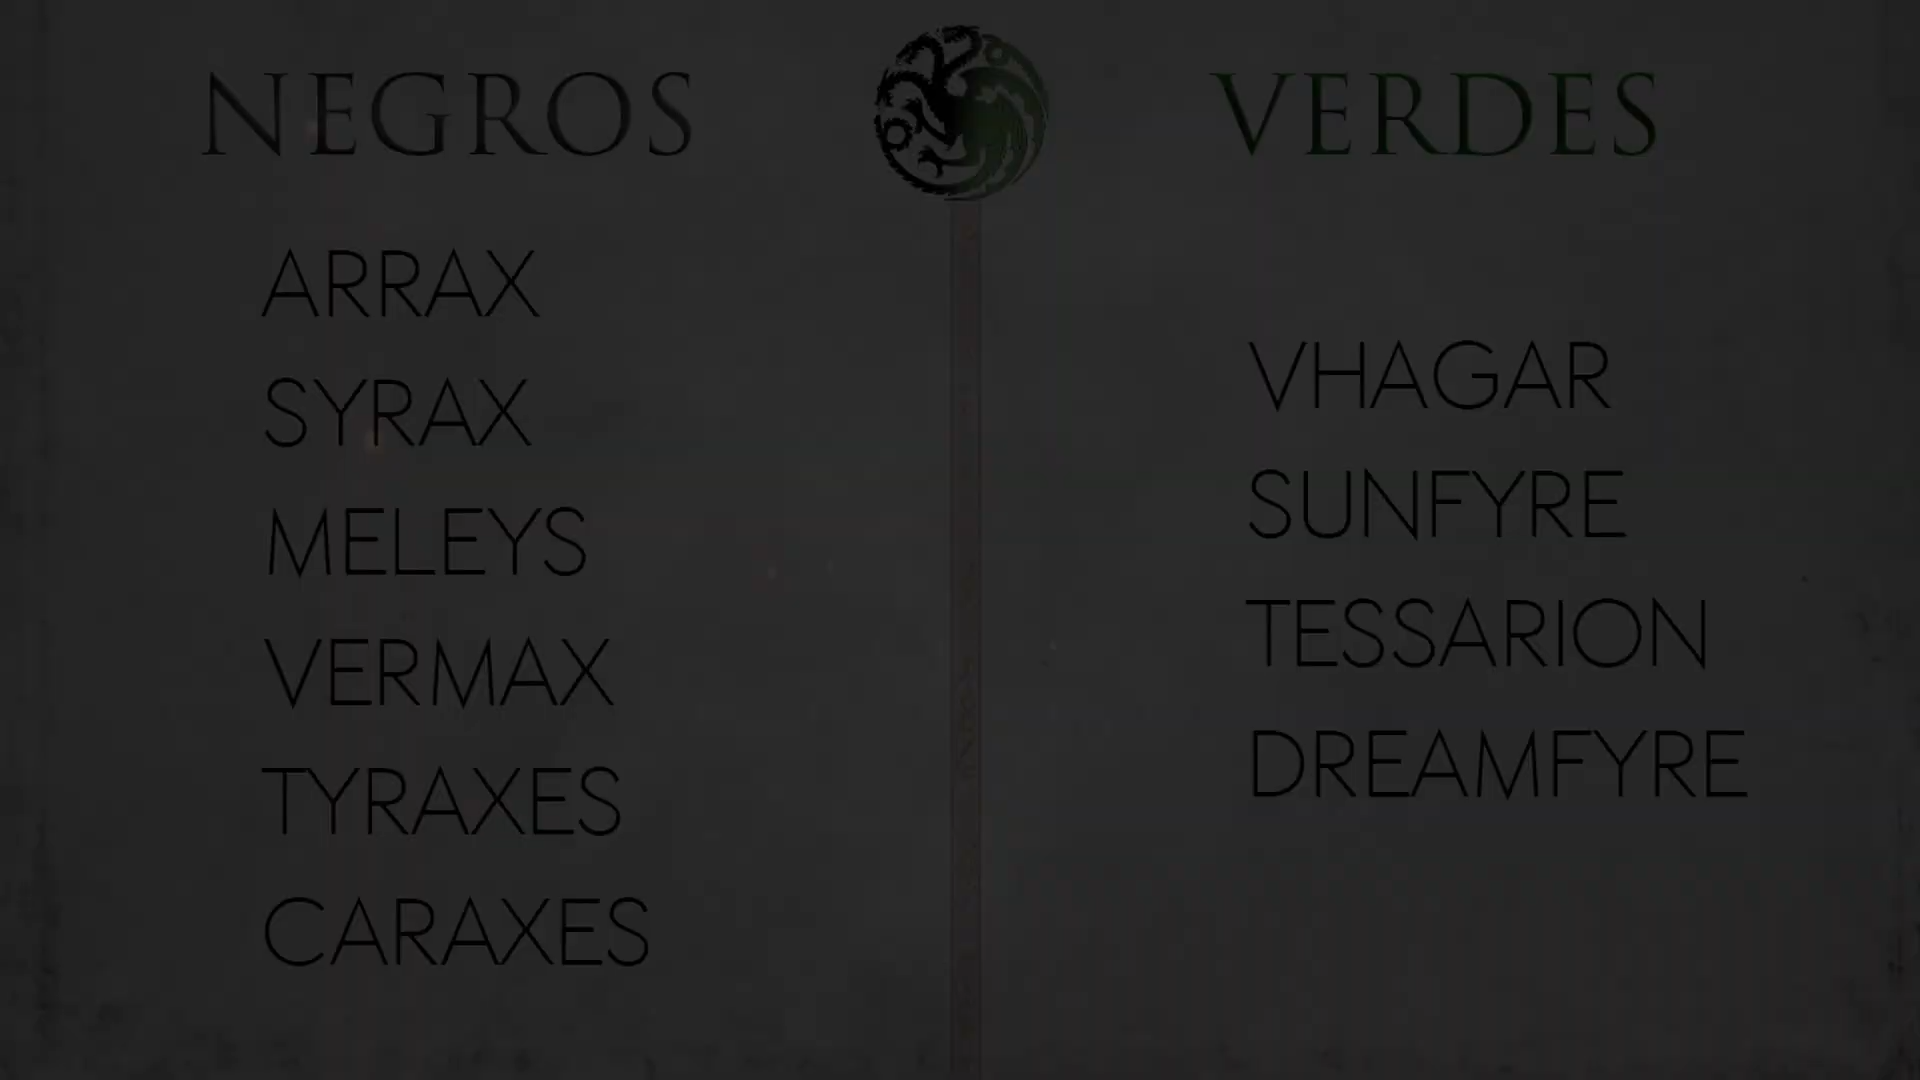 NEGROS
ARRAX
SYRAX
MELEYS
VERMAX
TYRAXES
CARAXES
VERDES
VHAGAR
SUNFYRE
TESSARION
DREAMFYRE